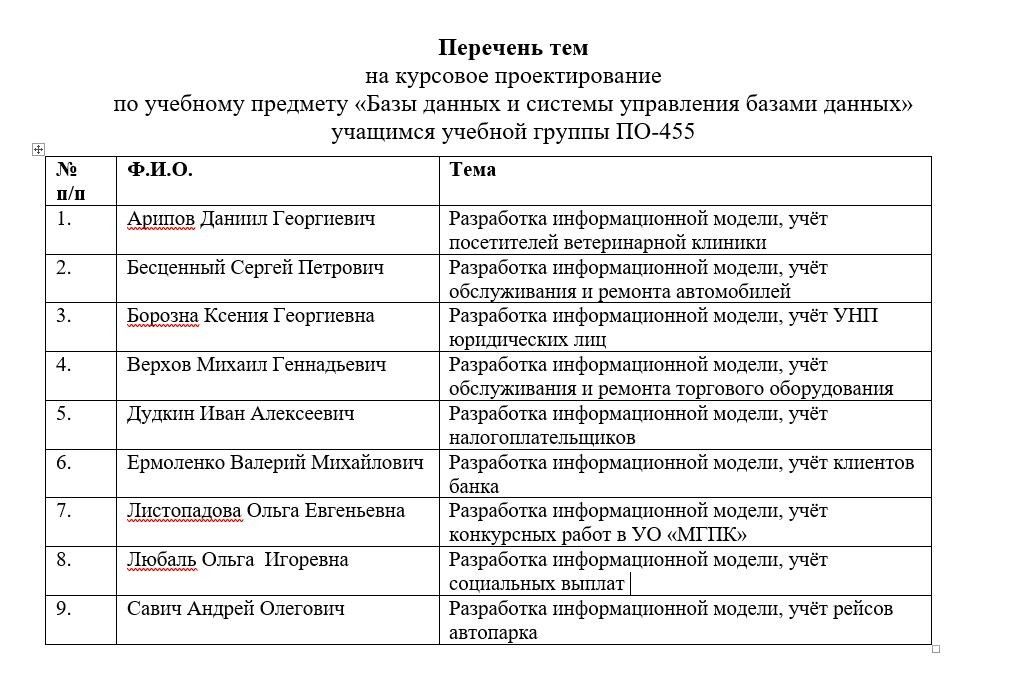 Перечень тем
на курсовое проектирование
по учебному предмету «Базы данных и системы управления базами данных»
учащимся учебной группы ПО-455
№ п/п Ф.И.О. Тема
1. Арипов Даниил Георгиевич Разработка информационной модели, учёт
посетителей ветеринарной клиники
2. Бесценный Сергей Петрович Разработка информационной модели, учёт
обслуживания и ремонта автомобилей
3. Борозна Ксения Георгиевна Разработка информационной модели, учёт УНП
юридических лиц
4. Верхов Михаил Геннадьевич Разработка информационной модели, учёт
обслуживания и ремонта торгового оборудования
5. Дудкин Иван Алексеевич Разработка информационной модели, учёт
налогоплательщиков
6. Ермоленко Валерий Михайлович Разработка информационной модели, учёт клиентов
банка
7. Листопадова Ольга Евгеньевна Разработка информационной модели, учёт
конкурсных работ в УО «МГПК»
8. Любаль Ольга Игоревна Разработка информационной модели, учёт
социальных выплат
9. Савич Андрей Олегович Разработка информационной модели, учёт рейсов
автопарка